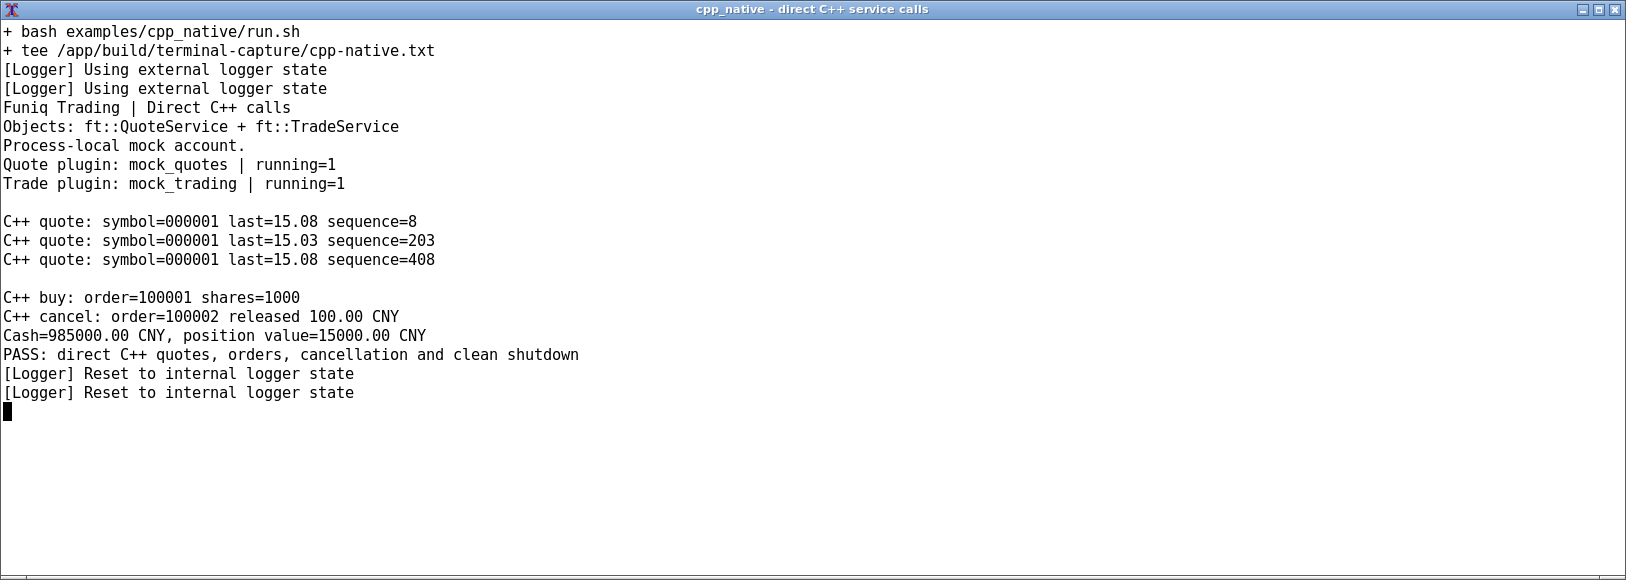 cpp_native - direct C++ service calls
+ bash examples/cpp_native/run.sh
+ tee /app/build/terminal-capture/cpp-native.txt
[Logger] Using external logger state
[Logger] Using external logger state
Funiq Trading | Direct C++ calls
Objects: ft::QuoteService + ft::TradeService
Process-local mock account.
Quote plugin: mock_quotes | running=1
Trade plugin: mock_trading | running=1
C++ quote: symbol=000001 last=15.08 sequence=8
C++ quote: symbol=000001 last=15.03 sequence=203
C++ quote: symbol=000001 last=15.08 sequence=408
C++ buy: order=100001 shares=1000
C++ cancel: order=100002 released 100.00 CNY
Cash=985000.00 CNY, position value=15000.00 CNY
PASS: direct C++ quotes, orders, cancellation and clean shutdown
[Logger] Reset to internal logger state
[Logger] Reset to internal logger state